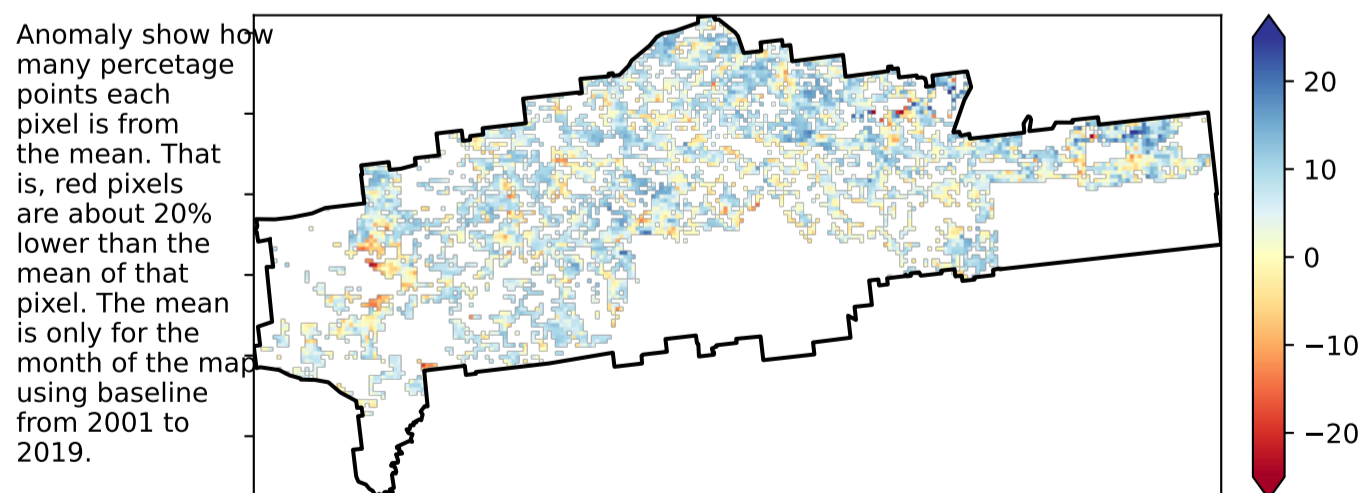 Anomaly show how
many percetage
points each
pixel is from
the mean. That
is, red pixels
are about 20%
lower than the
mean of that
pixel. The mean
is only for the
month of the map
using baseline
from 2001 to
2019.
20
10
0
−10
−20